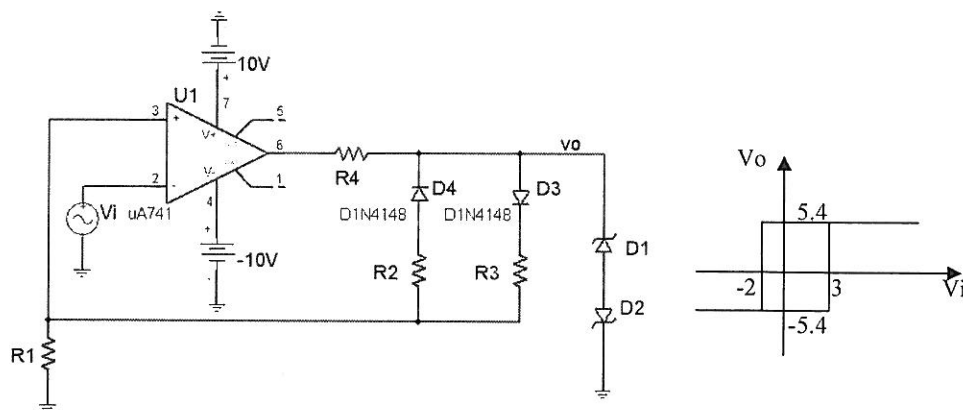 10V
+
U1
7
3
5
+
V+
6
vo
V-
R4
2
-
1
D4
D3
Vi
uA741
4
D1N4148
D1N4148
+
-10V
R2
R3
D1
D2
R1
Vo
5.4
-2
3
Vi
-5.4